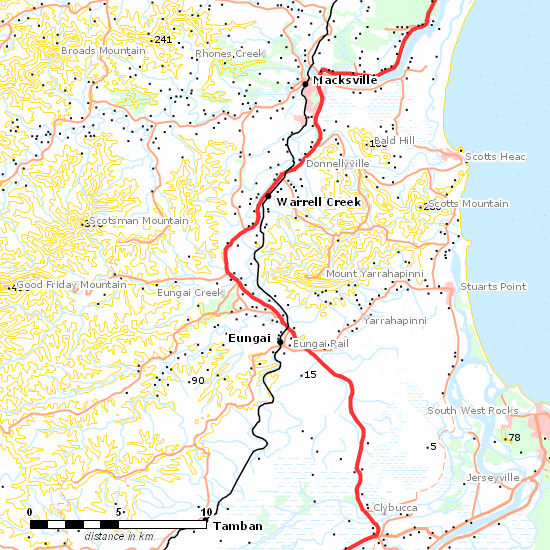 241
Broads Mountain
Rhones Creek
Macksville
Bald Hill
Scotts Heac
Donnellyville
Warrell Creek
Scotts Mountain
Scotsman Mountain
Mount Yarrahapinni
Good Friday Mountain
Eungai Creek
Stuarts Point
Yarrahapinni
Eungai
Eungai Rail
15
90
South West Rocks
78
5
Jerseyville
Clybucca
0 5 10
Tamban
distance in km